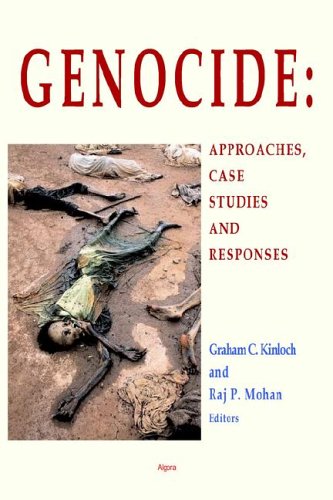 GENOCIDE:
APPROACHES,
CASE
STUDIES
AND
RESPONSES
Graham C. Kinloch
and
Raj P. Mohan
Editors
Algora